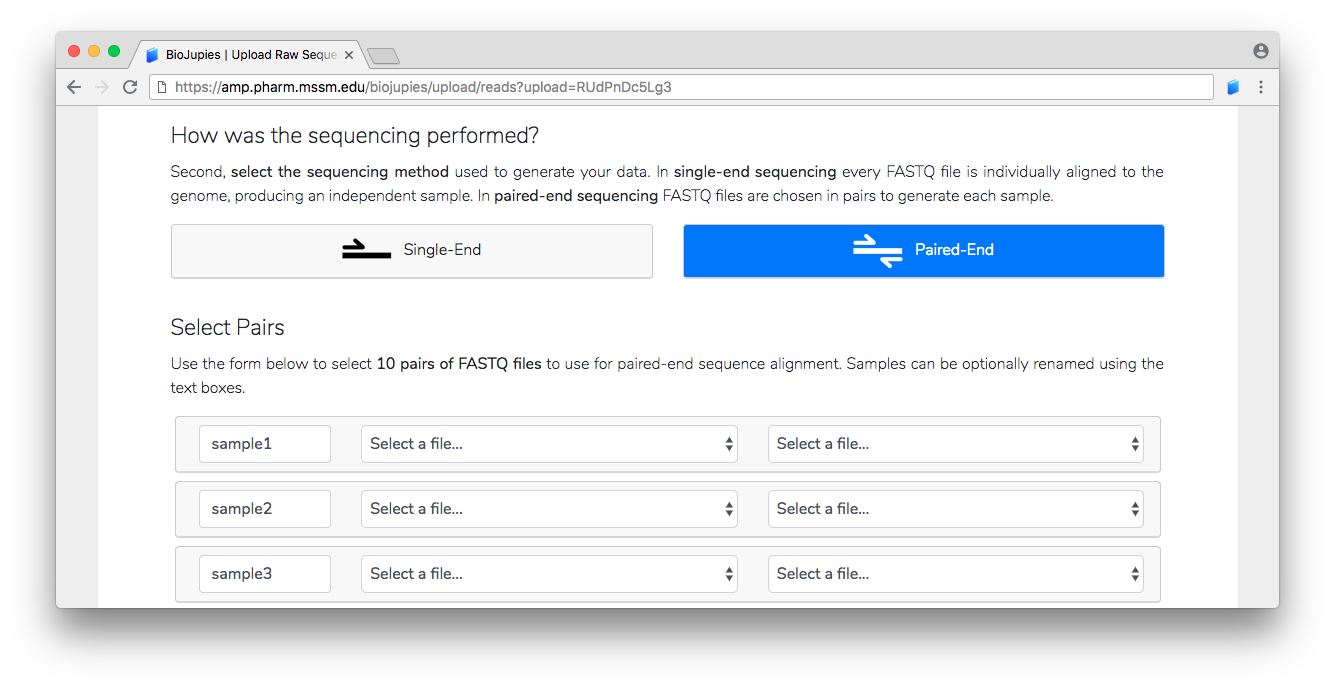 BioJupies | Upload Raw Seque
https://amp.pharm.mssm.edu/biojupies/upload/reads?upload=RUdPnDc5Lg3
How was the sequencing performed?
Second, select the sequencing method used to generate your data. In single-end sequencing every FASTQ file is individually aligned to the
genome, producing an independent sample. In paired-end sequencing FASTQ files are chosen in pairs to generate each sample.
Single-End
Paired-End
Select Pairs
Use the form below to select 10 pairs of FASTQ files to use for paired-end sequence alignment. Samples can be optionally renamed using the
text boxes.
sample1 Select a file... Select a file...
sample2 Select a file... Select a file...
sample3 Select a file... Select a file...